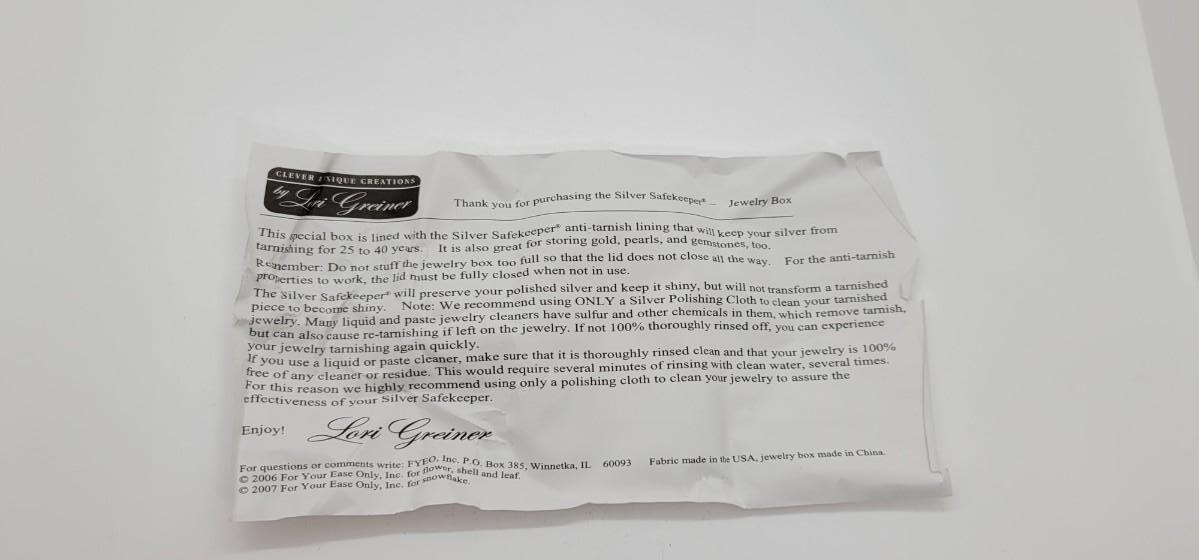 CLEVER UNIQUE CREATIONS
by Lori Greiner
Thank you for purchasing the Silver Safekeeper® – Jewelry Box
This special box is lined with the Silver Safekeeper® anti-tarnish lining that will keep your silver from
tarnishing for 25 to 40 years. It is also great for storing gold, pearls, and gemstones, too.
Remember: Do not stuff the jewelry box too full so that the lid does not close all the way. For the anti-tarnish
properties to work, the lid must be fully closed when not in use.
The Silver Safekeeper® will preserve your polished silver and keep it shiny, but will not transform a tarnished
piece to become shiny. Note: We recommend using ONLY a Silver Polishing Cloth to clean your tarnished
jewelry. Many liquid and paste jewelry cleaners have sulfur and other chemicals in them, which remove tarnish,
but can also cause re-tarnishing if left on the jewelry. If not 100% thoroughly rinsed off, you can experience
your jewelry tarnishing again quickly.
If you use a liquid or paste cleaner, make sure that it is thoroughly rinsed clean and that your jewelry is 100%
free of any cleaner or residue. This would require several minutes of rinsing with clean water, several times.
For this reason we highly recommend using only a polishing cloth to clean your jewelry to assure the
effectiveness of your Silver Safekeeper.
Enjoy! Lori Greiner
For questions or comments write: FYEO, Inc. P.O. Box 385, Winnetka, IL 60093 Fabric made in the USA, jewelry box made in China.
© 2006 For Your Ease Only, Inc. for flower, shell and leaf.
© 2007 For Your Ease Only, Inc. for snowflake.